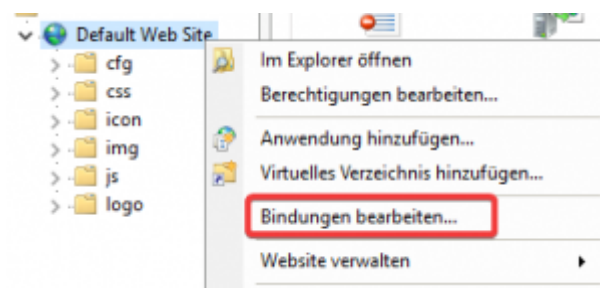 Default Web Site
cfg
css
icon
img
js
logo
Im Explorer öffnen
Berechtigungen bearbeiten...
Anwendung hinzufügen...
Virtuelles Verzeichnis hinzufügen...
Bindungen bearbeiten...
Website verwalten